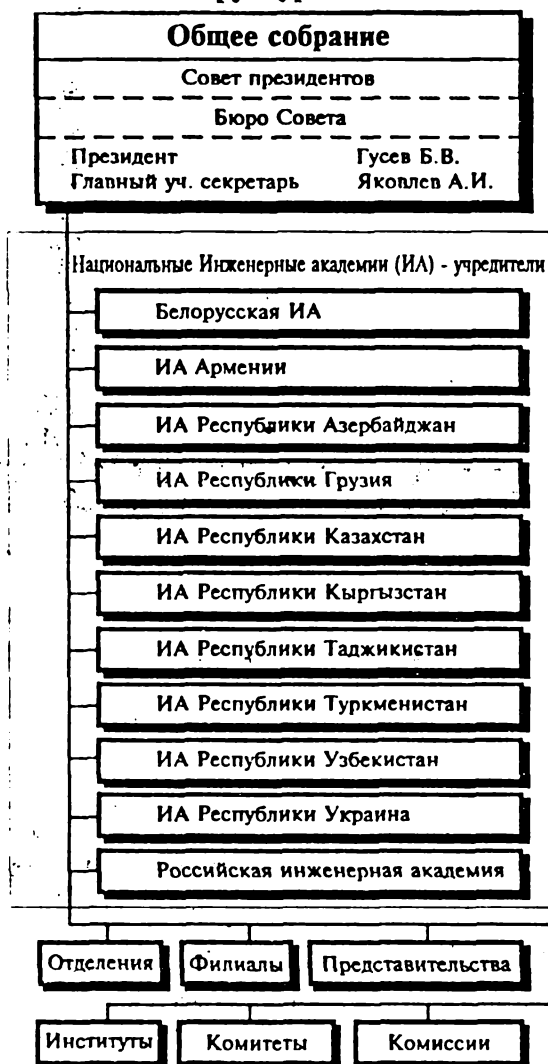 Общее собрание
Совет президентов
Бюро Совета
Президент Гусев Б.В.
Главный уч. секретарь Яковлев А.И.
Национальные Инженерные академии (ИА) - учредители
Белорусская ИА
ИА Армении
ИА Республики Азербайджан
ИА Республики Грузия
ИА Республики Казахстан
ИА Республики Кыргызстан
ИА Республики Таджикистан
ИА Республики Туркменистан
ИА Республики Узбекистан
ИА Республики Украина
Российская инженерная академия
Отделения Филиалы Представительства
Институты Комитеты Комиссии